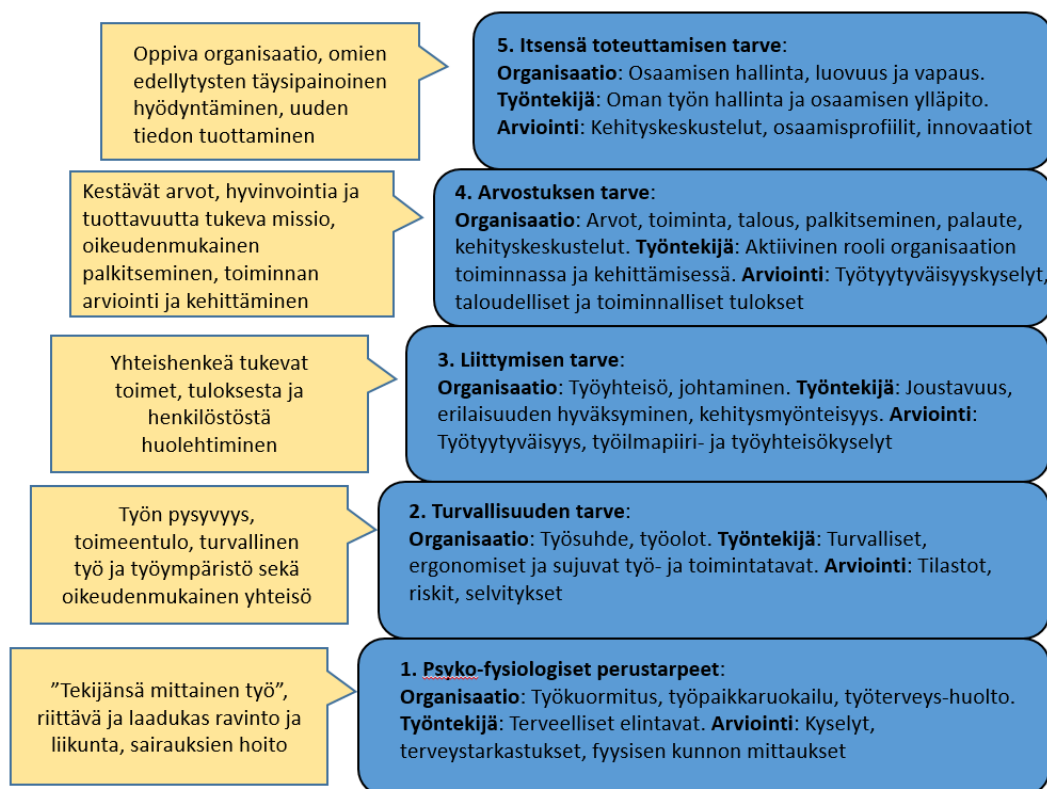 Oppiva organisaatio, omien
edellytysten täysipainoinen
hyödyntäminen, uuden
tiedon tuottaminen
5. Itsensä toteuttamisen tarve:
Organisaatio: Osaamisen hallinta, luovuus ja vapaus.
Työntekijä: Oman työn hallinta ja osaamisen ylläpito.
Arviointi: Kehityskeskustelut, osaamisprofiilit, innovaatiot
Kestävät arvot, hyvinvointia ja
tuottavuutta tukeva missio,
oikeudenmukainen
palkitseminen, toiminnan
arviointi ja kehittäminen
4. Arvostuksen tarve:
Organisaatio: Arvot, toiminta, talous, palkitseminen, palaute,
kehityskeskustelut. Työntekijä: Aktiivinen rooli organisaation
toiminnassa ja kehittämisessä. Arviointi: Työtyytyväisyyskyselyt,
taloudelliset ja toiminnalliset tulokset
Yhteishenkeä tukevat
toimet, tuloksesta ja
henkilöstöstä
huolehtiminen
3. Liittymisen tarve:
Organisaatio: Työyhteisö, johtaminen. Työntekijä: Joustavuus,
erilaisuuden hyväksyminen, kehitysmyönteisyys. Arviointi:
Työtyytyväisyys, työilmapiiri- ja työyhteisökyselyt
Työn pysyvyys,
toimeentulo, turvallinen
työ ja työympäristö sekä
oikeudenmukainen yhteisö
2. Turvallisuuden tarve:
Organisaatio: Työsuhde, työolot. Työntekijä: Turvalliset,
ergonomiset ja sujuvat työ- ja toimintatavat. Arviointi: Tilastot,
riskit, selvitykset
”Tekijänsä mittainen työ”,
riittävä ja laadukas ravinto ja
liikunta, sairauksien hoito
1. Psyko-fysiologiset perustarpeet:
Organisaatio: Työkuormitus, työpaikkaruokailu, työterveys-huolto.
Työntekijä: Terveelliset elintavat. Arviointi: Kyselyt,
terveystarkastukset, fyysisen kunnon mittaukset